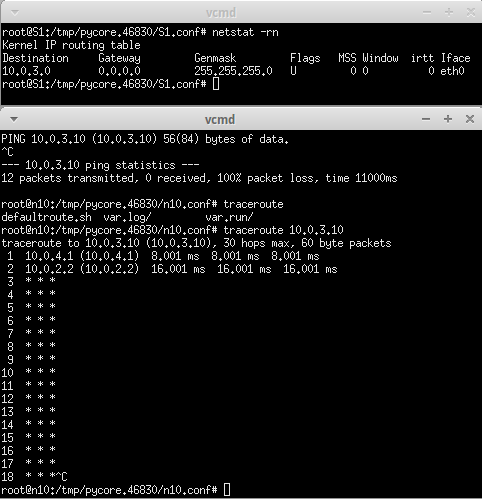 vcmd
root@S1:/tmp/pycore.46830/S1.conf# netstat -rn
Kernel IP routing table
Destination     Gateway         Genmask         Flags   MSS Window  irtt Iface
10.0.3.0        0.0.0.0         255.255.255.0   U         0 0          0 eth0
root@S1:/tmp/pycore.46830/S1.conf#
vcmd
PING 10.0.3.10 (10.0.3.10) 56(84) bytes of data.
^C
--- 10.0.3.10 ping statistics ---
12 packets transmitted, 0 received, 100% packet loss, time 11000ms
root@n10:/tmp/pycore.46830/n10.conf# traceroute
defaultroute.sh  var.log/        var.run/
root@n10:/tmp/pycore.46830/n10.conf# traceroute 10.0.3.10
traceroute to 10.0.3.10 (10.0.3.10), 30 hops max, 60 byte packets
 1  10.0.4.1 (10.0.4.1)  8.001 ms  8.001 ms  8.001 ms
 2  10.0.2.2 (10.0.2.2)  16.001 ms  16.001 ms  16.001 ms
 3  * * *
 4  * * *
 5  * * *
 6  * * *
 7  * * *
 8  * * *
 9  * * *
10  * * *
11  * * *
12  * * *
13  * * *
14  * * *
15  * * *
16  * * *
17  * * *
18  * * *^C
root@n10:/tmp/pycore.46830/n10.conf#